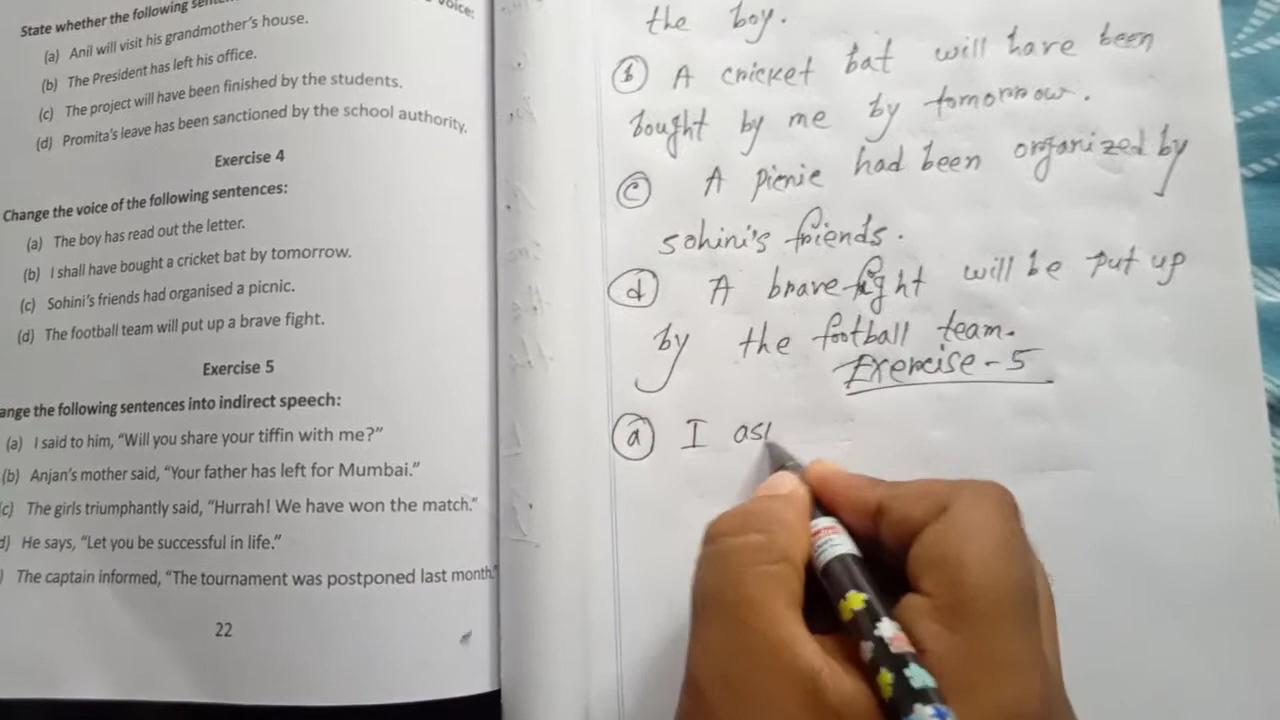 State whether the following
voice:
(a) Anil will visit his grandmother's house.
(b) The President has left his office.
(c) The project will have been finished by the students.
(d) Promita's leave has been sanctioned by the school authority.
Exercise 4
Change the voice of the following sentences:
(a) The boy has read out the letter.
(b) I shall have bought a cricket bat by tomorrow.
(c) Sohini's friends had organised a picnic.
(d) The football team will put up a brave fight.
Exercise 5
ange the following sentences into indirect speech:
(a) I said to him, "Will you share your tiffin with me?"
(b) Anjan's mother said, "Your father has left for Mumbai."
c) The girls triumphantly said, "Hurrah! We have won the match."
d) He says, "Let you be successful in life."
) The captain informed, "The tournament was postponed last month."
22
the boy.
(b) A cricket bat will have been
bought by me by tomorrow.
(c) A picnic had been organized by
sohini's friends.
(d) A brave fight will be put up
by the football team.
Exercise - 5
(a) I ask